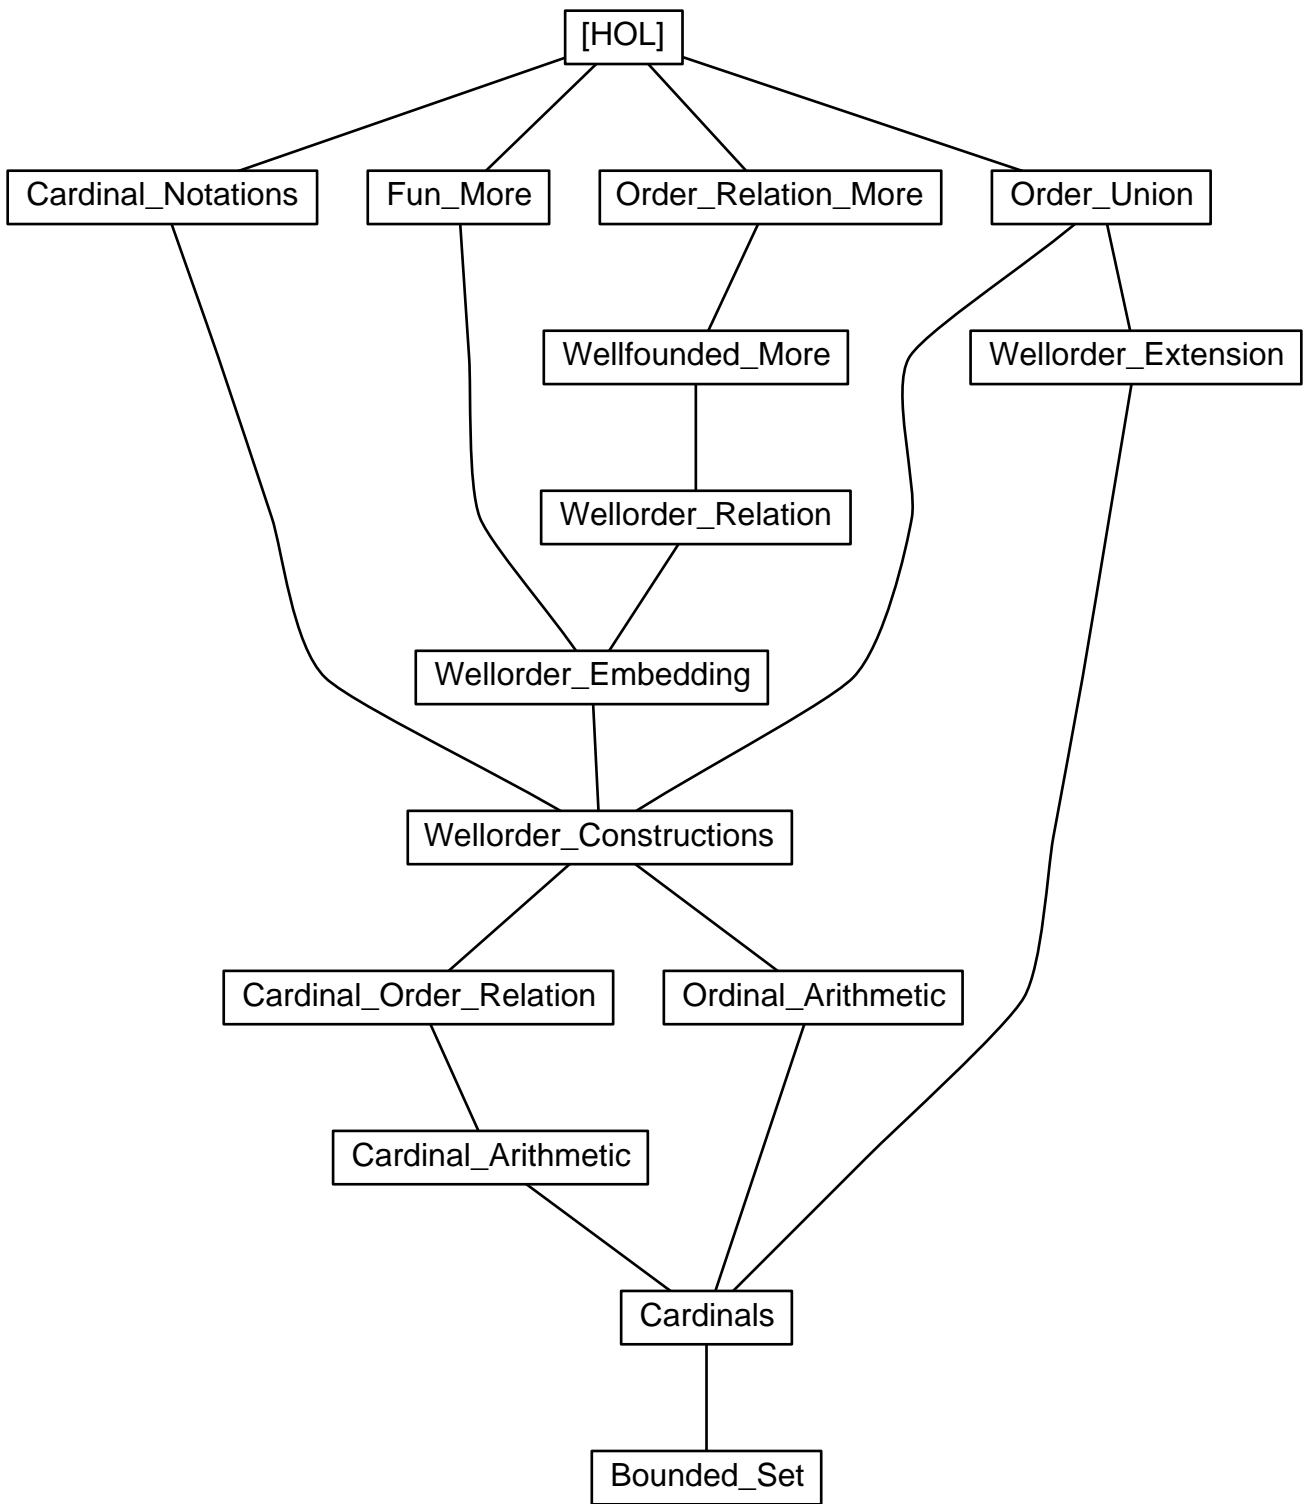 [HOL]
Cardinal_Notations
Fun_More
Order_Relation_More
Order_Union
Wellfounded_More
Wellorder_Extension
Wellorder_Relation
Wellorder_Embedding
Wellorder_Constructions
Cardinal_Order_Relation
Ordinal_Arithmetic
Cardinal_Arithmetic
Cardinals
Bounded_Set